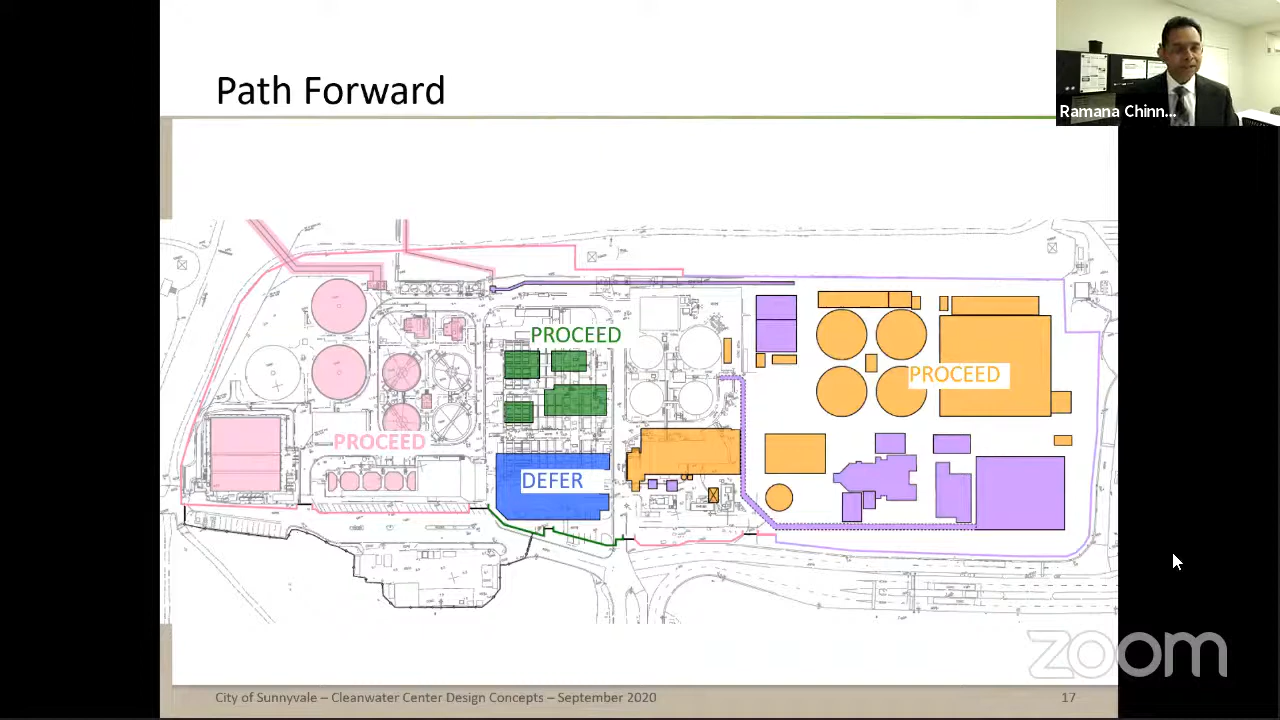 Path Forward
Ramana Chinn...
PROCEED
PROCEED
PROCEED
DEFER
zoom
City of Sunnyvale – Cleanwater Center Design Concepts – September 2020
17